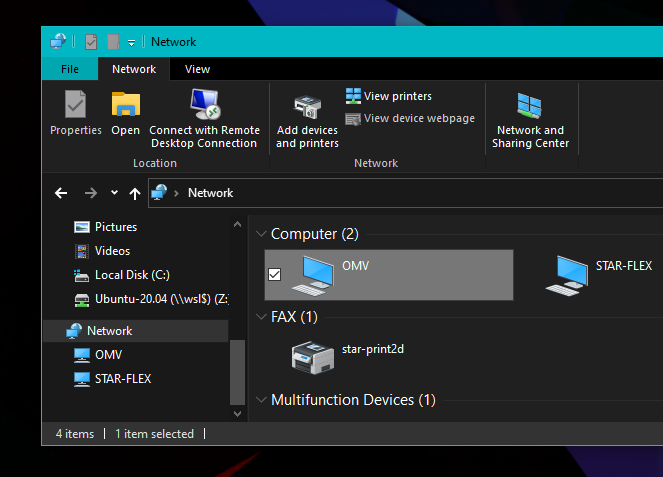 Network
File
Network
View
Properties
Open
Connect with Remote
Desktop Connection
Add devices
and printers
View printers
View device webpage
Network and
Sharing Center
Location
Network
Network
Pictures
Videos
Local Disk (C:)
Ubuntu-20.04 (\\wsl$) (Z:
Network
OMV
STAR-FLEX
Computer (2)
OMV
STAR-FLEX
FAX (1)
star-print2d
Multifunction Devices (1)
4 items
1 item selected